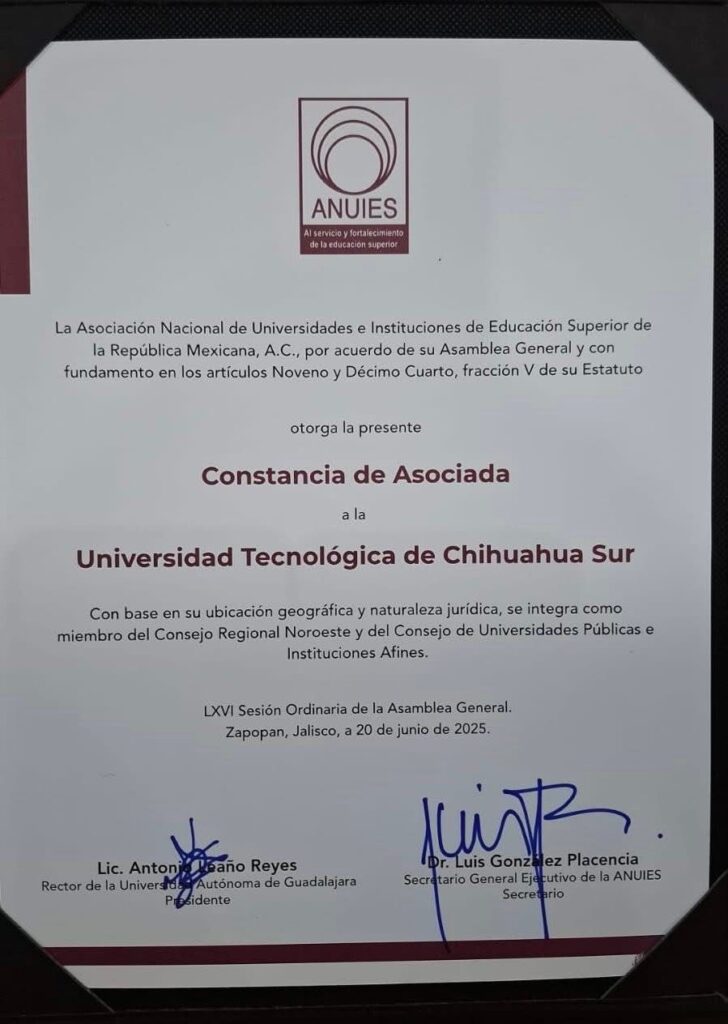 ANUIES
Al servicio y fortalecimiento
de la educación superior
La Asociación Nacional de Universidades e Instituciones de Educación Superior de
la República Mexicana, A.C., por acuerdo de su Asamblea General y con
fundamento en los artículos Noveno y Décimo Cuarto, fracción V de su Estatuto
otorga la presente
Constancia de Asociada
a la
Universidad Tecnológica de Chihuahua Sur
Con base en su ubicación geográfica y naturaleza jurídica, se integra como
miembro del Consejo Regional Noroeste y del Consejo de Universidades Públicas e
Instituciones Afines.
LXVI Sesión Ordinaria de la Asamblea General.
Zapopan, Jalisco, a 20 de junio de 2025.
Lic. Antonio Leaño Reyes
Rector de la Universidad Autónoma de Guadalajara
Presidente
Dr. Luis González Placencia
Secretario General Ejecutivo de la ANUIES
Secretario